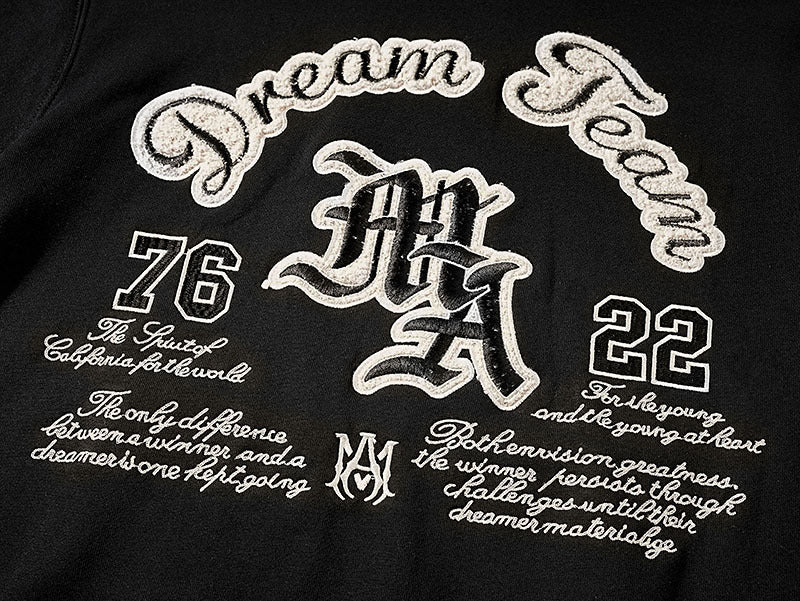 Dream Team
MA
76
The Spirit of
California, for the world
22
For the young
and the young at heart
The only difference
between a winner and a
dreamer is one kept going
MA
Both envision greatness.
the winner persists through
challenges until their
dreamer materialize